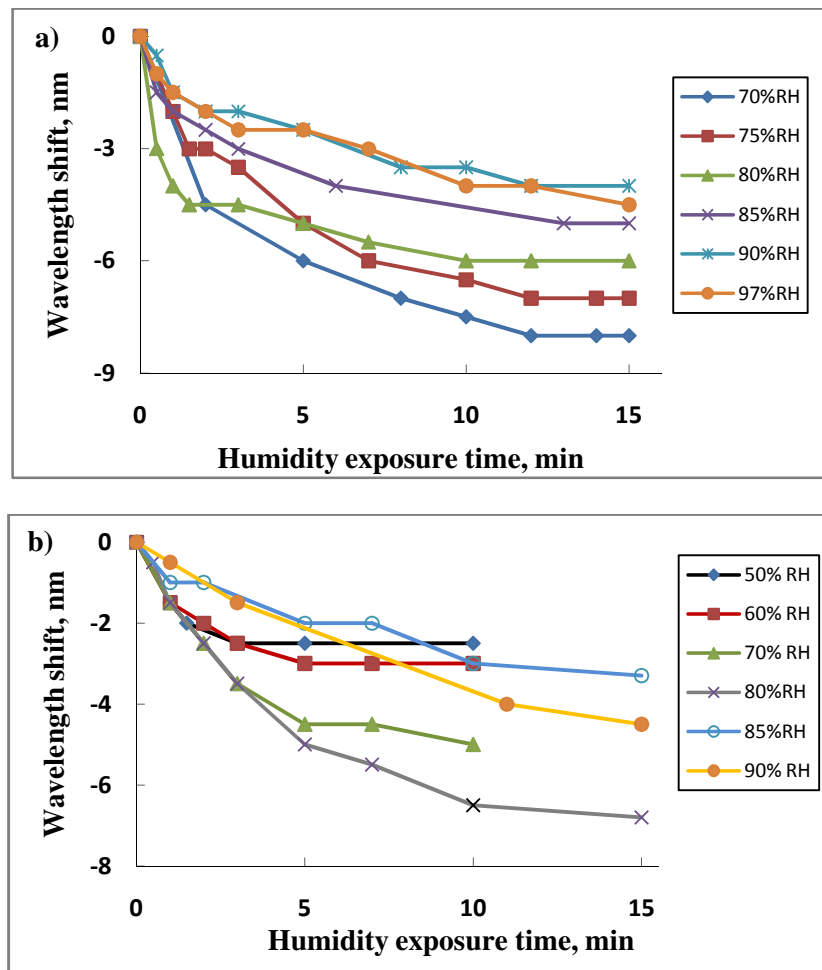 a)
0
-3
-6
-9
Wavelength shift, nm
0 5 10 15
Humidity exposure time, min
70%RH
75%RH
80%RH
85%RH
90%RH
97%RH
b)
0
-2
-4
-6
-8
Wavelength shift, nm
0 5 10 15
Humidity exposure time, min
50% RH
60% RH
70% RH
80%RH
85%RH
90% RH